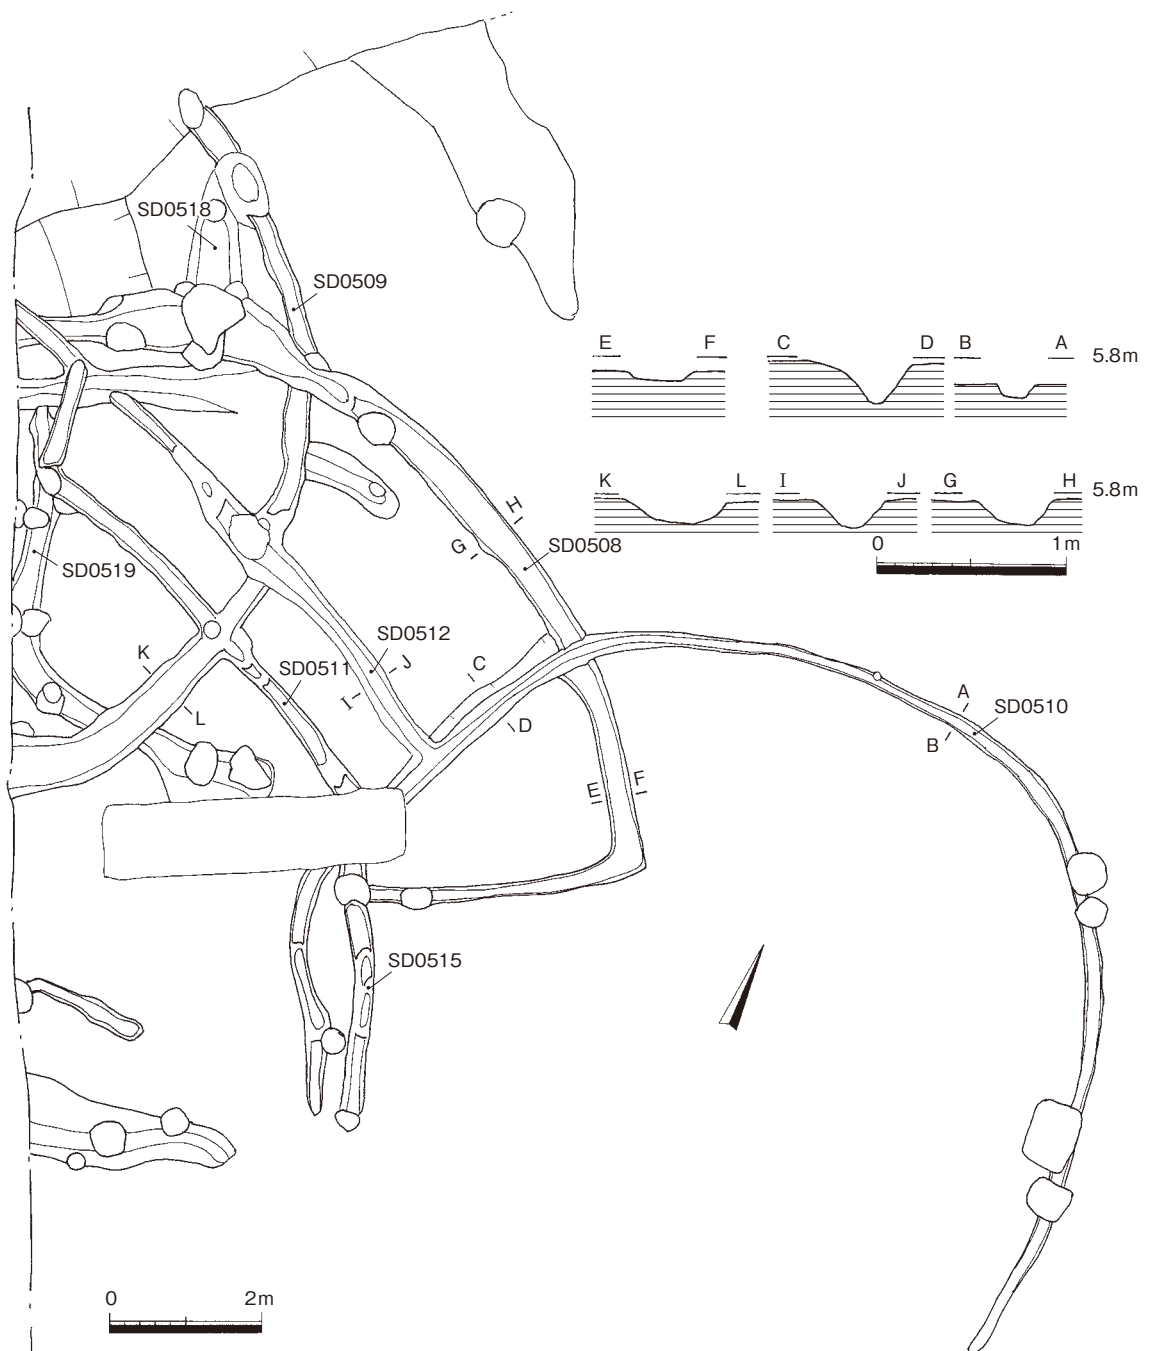 SD0518
SD0509
E F C D B A 5.8m
K L I J G H 5.8m
0 1m
H
G
SD0508
SD0519
SD0512
K
J
C
SD0511
I
A
SD0510
L
D
B
F
E
SD0515
0 2m